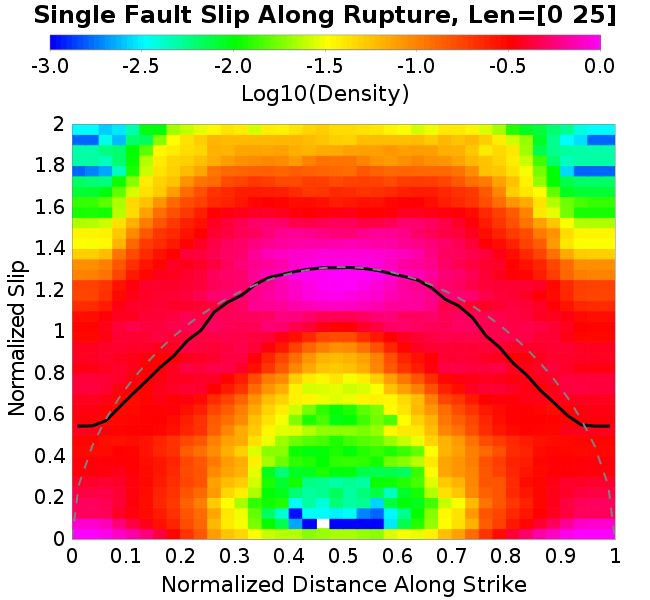 Single Fault Slip Along Rupture, Len=[0 25]
-3.0 -2.5 -2.0 -1.5 -1.0 -0.5 0.0
Log10(Density)
2
1.8
1.6
1.4
1.2
1
0.8
0.6
0.4
0.2
0
Normalized Slip
0 0.1 0.2 0.3 0.4 0.5 0.6 0.7 0.8 0.9 1
Normalized Distance Along Strike